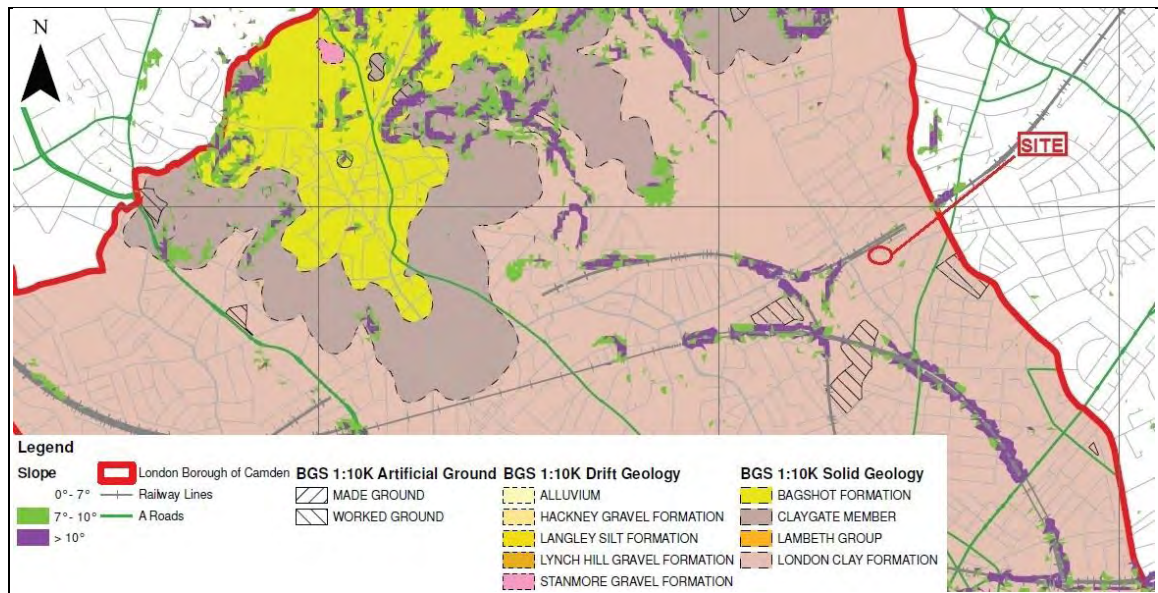 N
SITE
Legend
Slope
0°- 7°
7°- 10°
> 10°
London Borough of Camden
Railway Lines
A Roads
BGS 1:10K Artificial Ground
MADE GROUND
WORKED GROUND
BGS 1:10K Drift Geology
ALLUVIUM
HACKNEY GRAVEL FORMATION
LANGLEY SILT FORMATION
LYNCH HILL GRAVEL FORMATION
STANMORE GRAVEL FORMATION
BGS 1:10K Solid Geology
BAGSHOT FORMATION
CLAYGATE MEMBER
LAMBETH GROUP
LONDON CLAY FORMATION